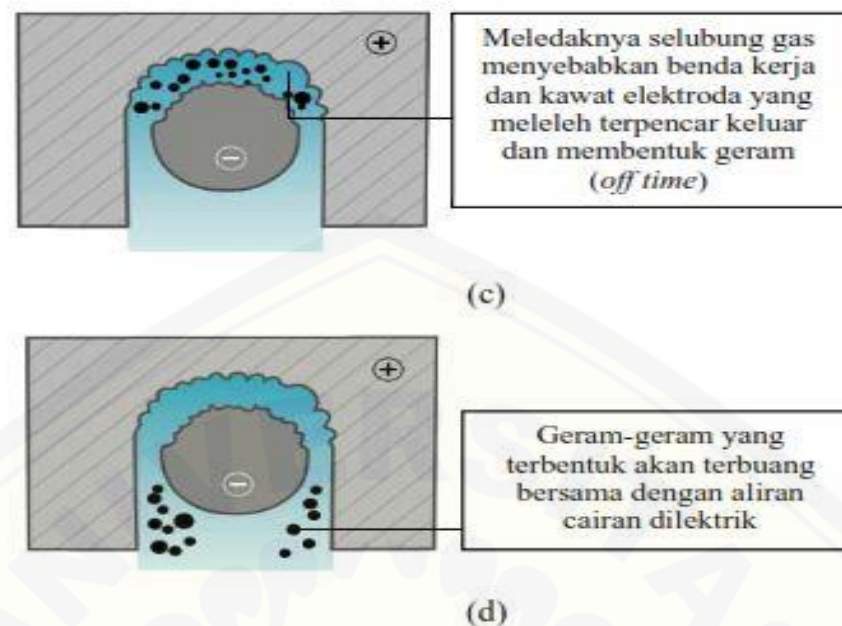 +
Meledaknya selubung gas
menyebabkan benda kerja
dan kawat elektroda yang
meleleh terpencar keluar
dan membentuk geram
(off time)
−
(c)
+
Geram-geram yang
terbentuk akan terbuang
bersama dengan aliran
cairan dilektrik
−
(d)